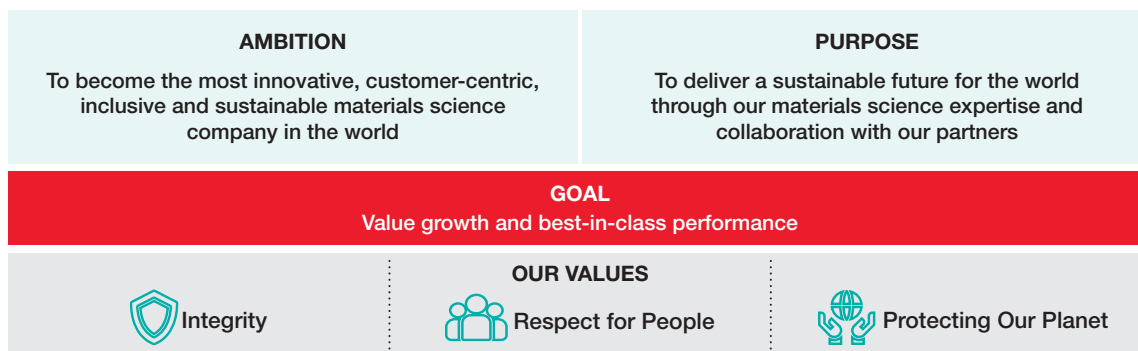 AMBITION
To become the most innovative, customer-centric,
inclusive and sustainable materials science
company in the world
PURPOSE
To deliver a sustainable future for the world
through our materials science expertise and
collaboration with our partners
GOAL
Value growth and best-in-class performance
OUR VALUES
Integrity
Respect for People
Protecting Our Planet